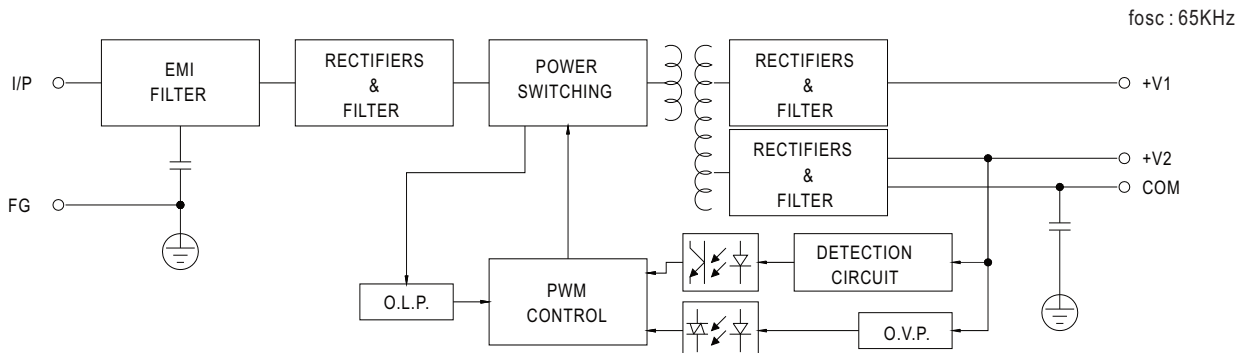 fosc : 65KHz
I/P
EMI
FILTER
RECTIFIERS
&
FILTER
POWER
SWITCHING
RECTIFIERS
&
FILTER
+V1
RECTIFIERS
&
FILTER
+V2
COM
FG
DETECTION
CIRCUIT
O.L.P.
PWM
CONTROL
O.V.P.